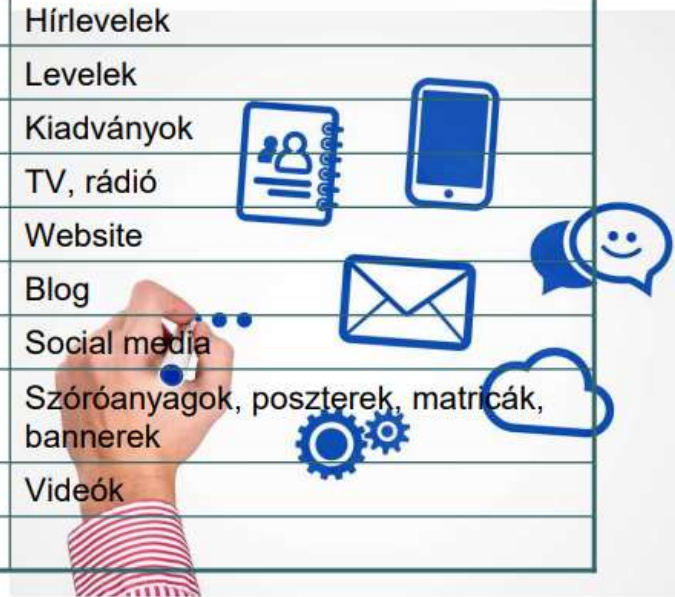 Hírlevelek
Levelek
Kiadványok
TV, rádió
Website
Blog
Social media
Szóróanyagok, poszterek, matricák,
bannerek
Videók